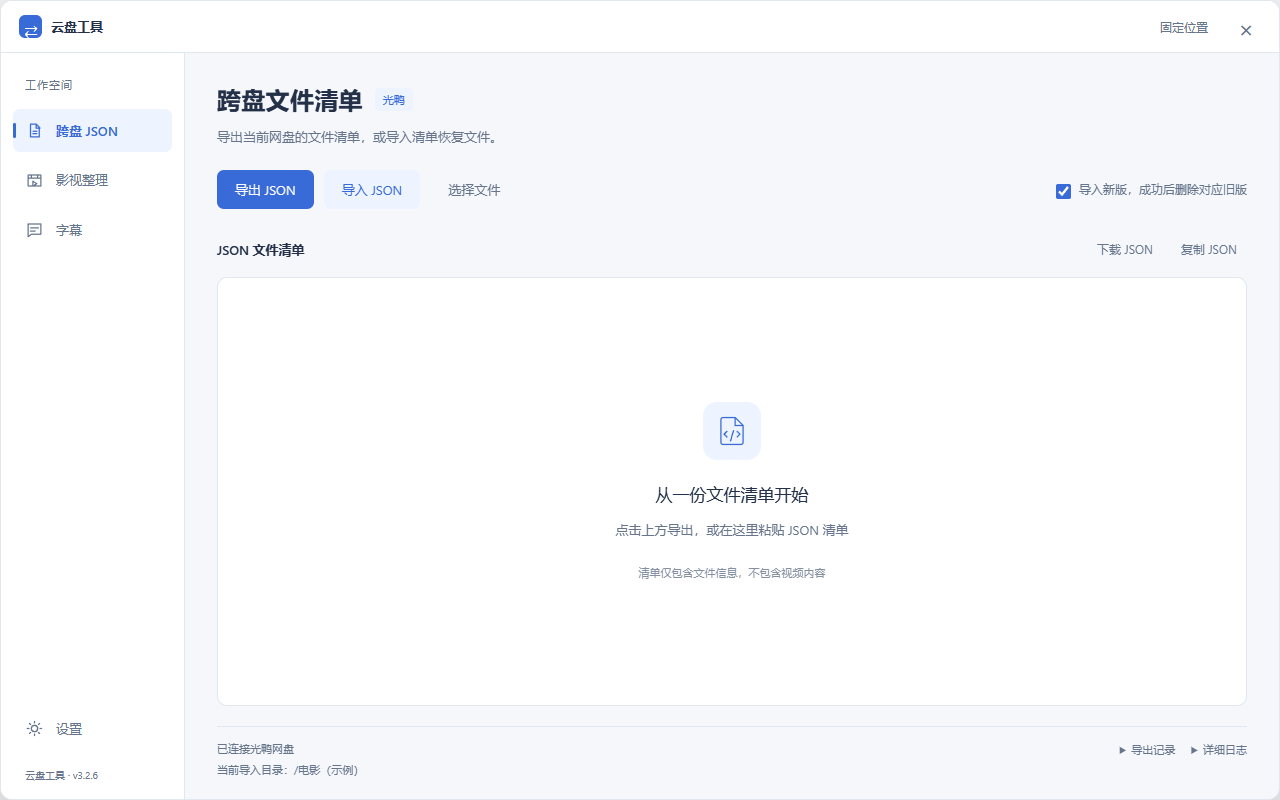 云盘工具
固定位置
工作空间
跨盘 JSON
影视整理
字幕
设置
云盘工具 · v3.2.6
跨盘文件清单 光鸭
导出当前网盘的文件清单，或导入清单恢复文件。
导出 JSON 导入 JSON 选择文件
导入新版，成功后删除对应旧版
JSON 文件清单
下载 JSON 复制 JSON
从一份文件清单开始
点击上方导出，或在这里粘贴 JSON 清单
清单仅包含文件信息，不包含视频内容
已连接光鸭网盘
当前导入目录：/电影（示例）
导出记录 详细日志